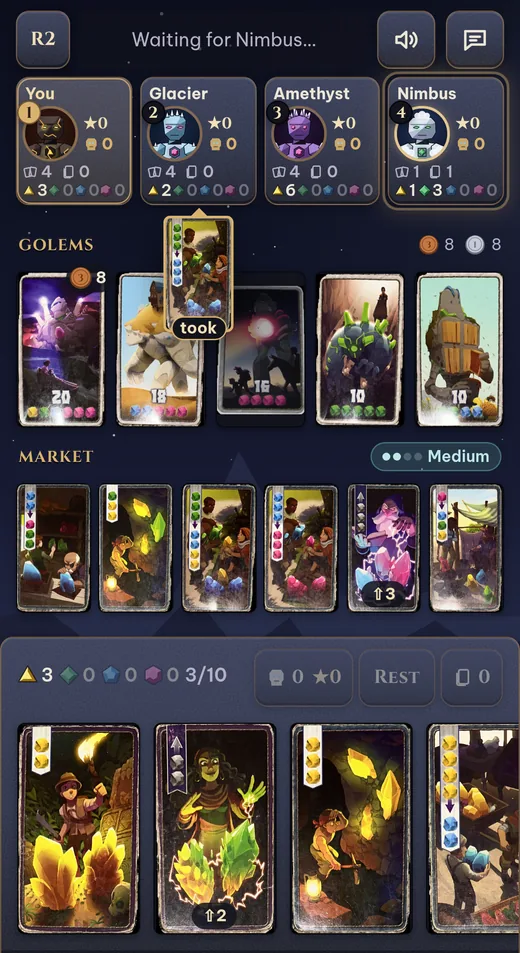 R2
Waiting for Nimbus...
You
1
★0
0
4 0
3 0 0 0
Glacier
2
★0
0
4 0
2 0 0 0
Amethyst
3
★0
0
4 0
6 0 0 0
Nimbus
4
★0
0
1 1
1 3 0 0
GOLEMS
3 8 1 8
3 8
took
20
18
16
10
10
MARKET
Medium
⇧3
3 0 0 0 3/10
0 ★0
REST
0
⇧2